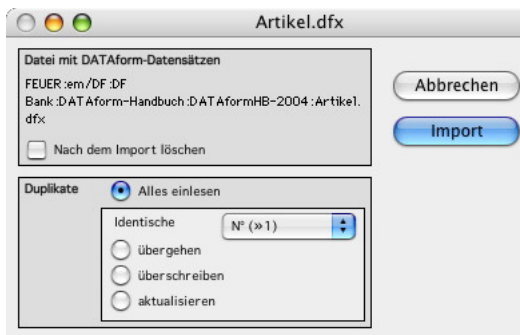 Artikel.dfx
Datei mit DATAform-Datensätzen
FEUER:em/DF:DF
Bank:DATAform-Handbuch:DATAformHB-2004:Artikel.
dfx
Nach dem Import löschen
Abbrechen
Import
Duplikate
Alles einlesen
Identische
N° (»1)
übergehen
überschreiben
aktualisieren